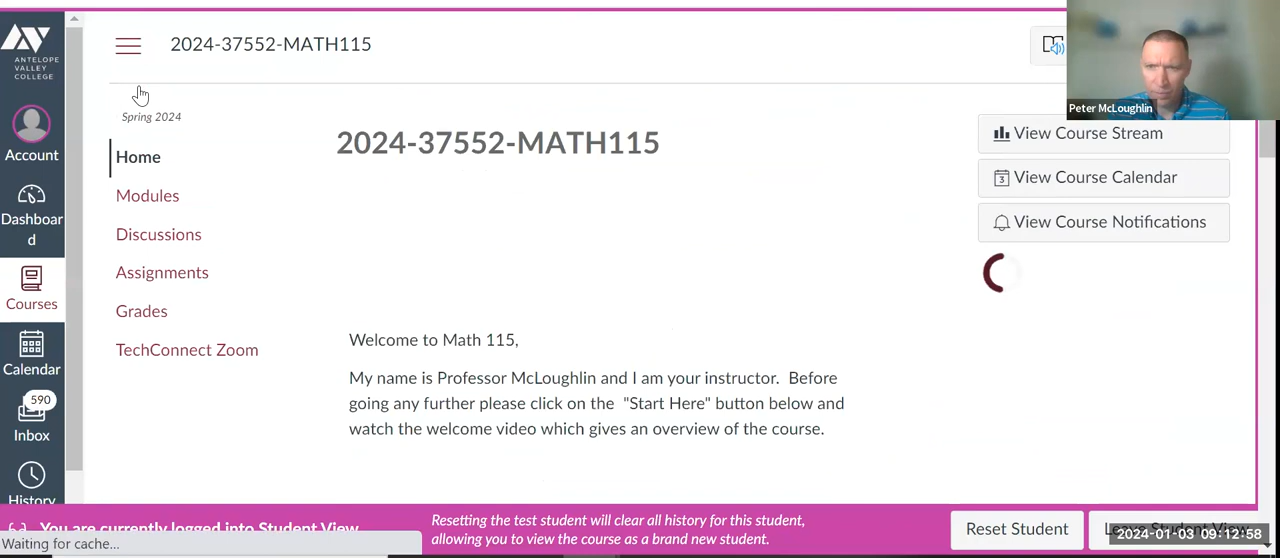 ANTELOPE
VALLEY
COLLEGE
Account
Dashboar
d
Courses
Calendar
590
Inbox
History
2024-37552-MATH115
Spring 2024
Home
Modules
Discussions
Assignments
Grades
TechConnect Zoom
2024-37552-MATH115
Welcome to Math 115,
My name is Professor McLoughlin and I am your instructor. Before
going any further please click on the "Start Here" button below and
watch the welcome video which gives an overview of the course.
Peter McLoughlin
View Course Stream
3
View Course Calendar
View Course Notifications
You are currently logged into Student View
Waiting for cache...
Resetting the test student will clear all history for this student,
allowing you to view the course as a brand new student.
Reset Student
Leave Student View
2024-01-03 09:12:58